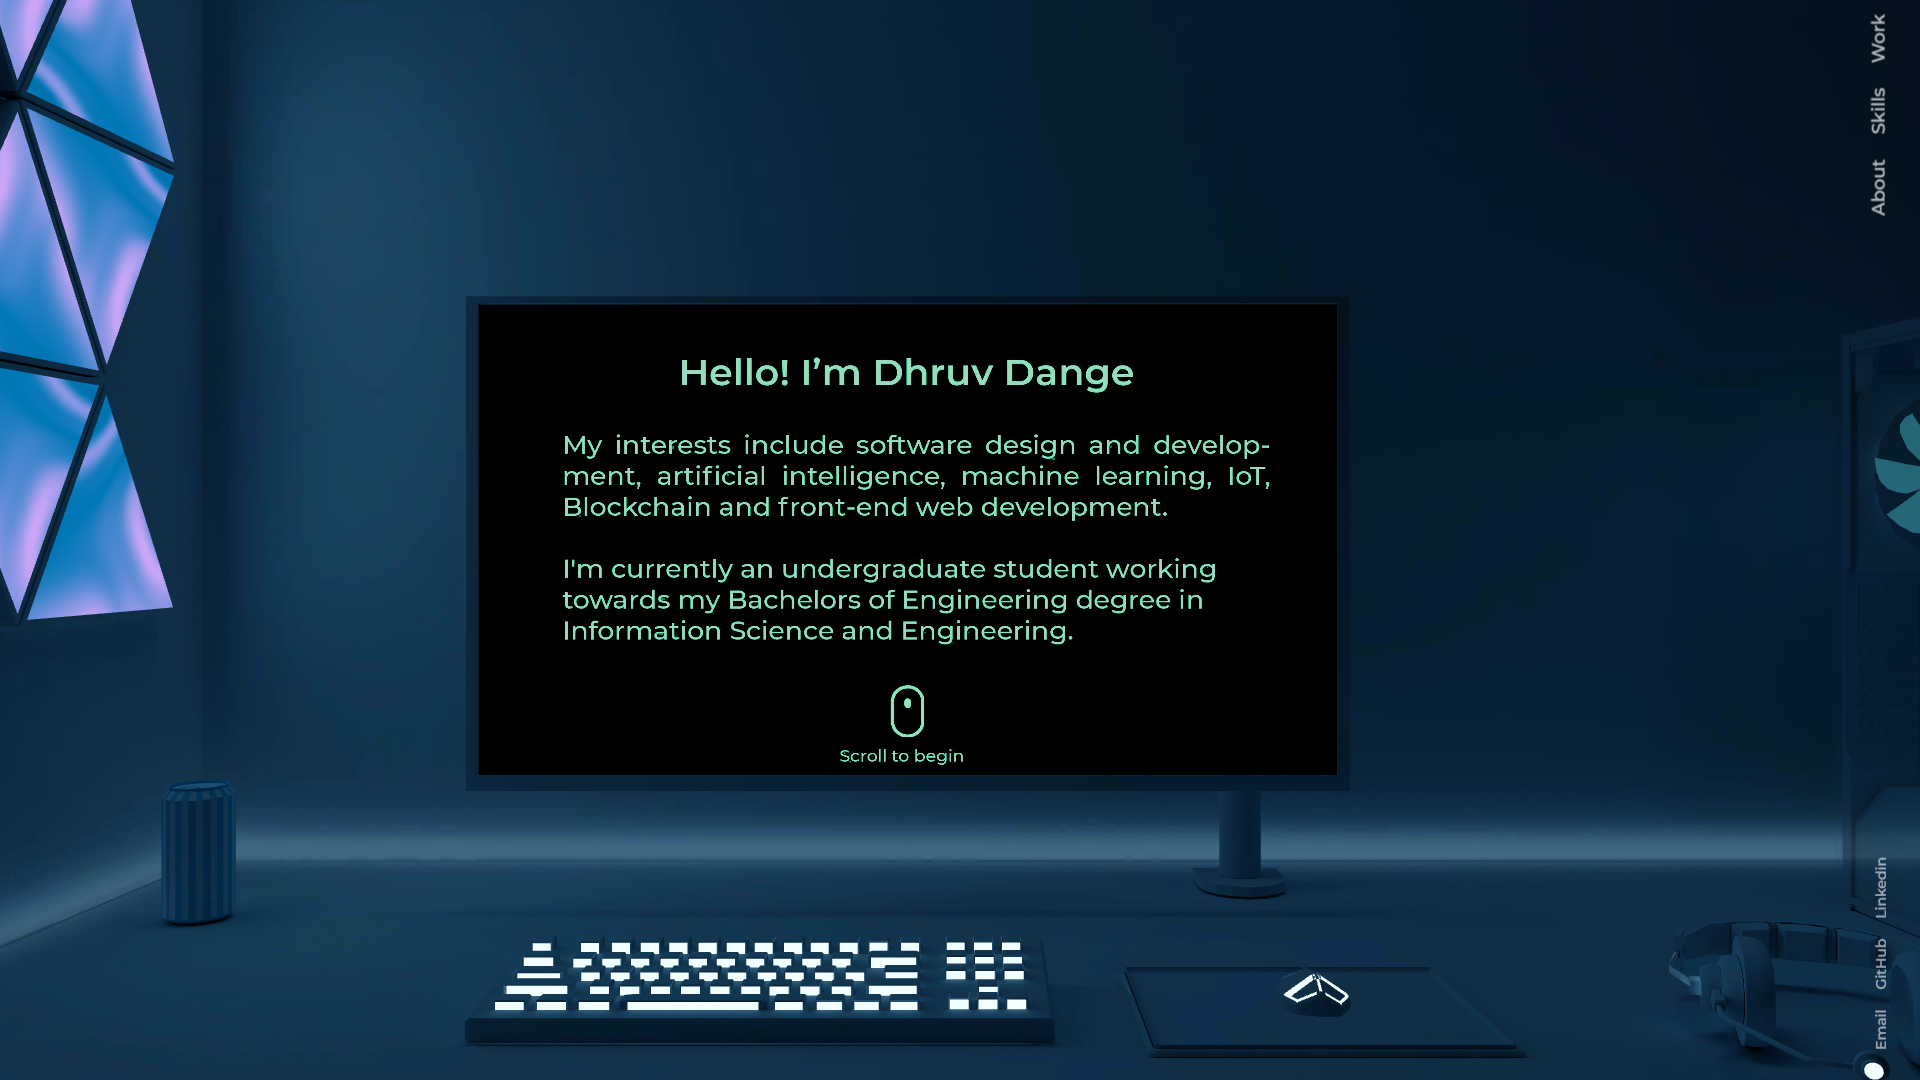 Work
Skills
About
Hello! I’m Dhruv Dange
My interests include software design and develop-
ment, artificial intelligence, machine learning, IoT,
Blockchain and front-end web development.
I'm currently an undergraduate student working
towards my Bachelors of Engineering degree in
Information Science and Engineering.
Scroll to begin
Linkedin
GitHub
Email